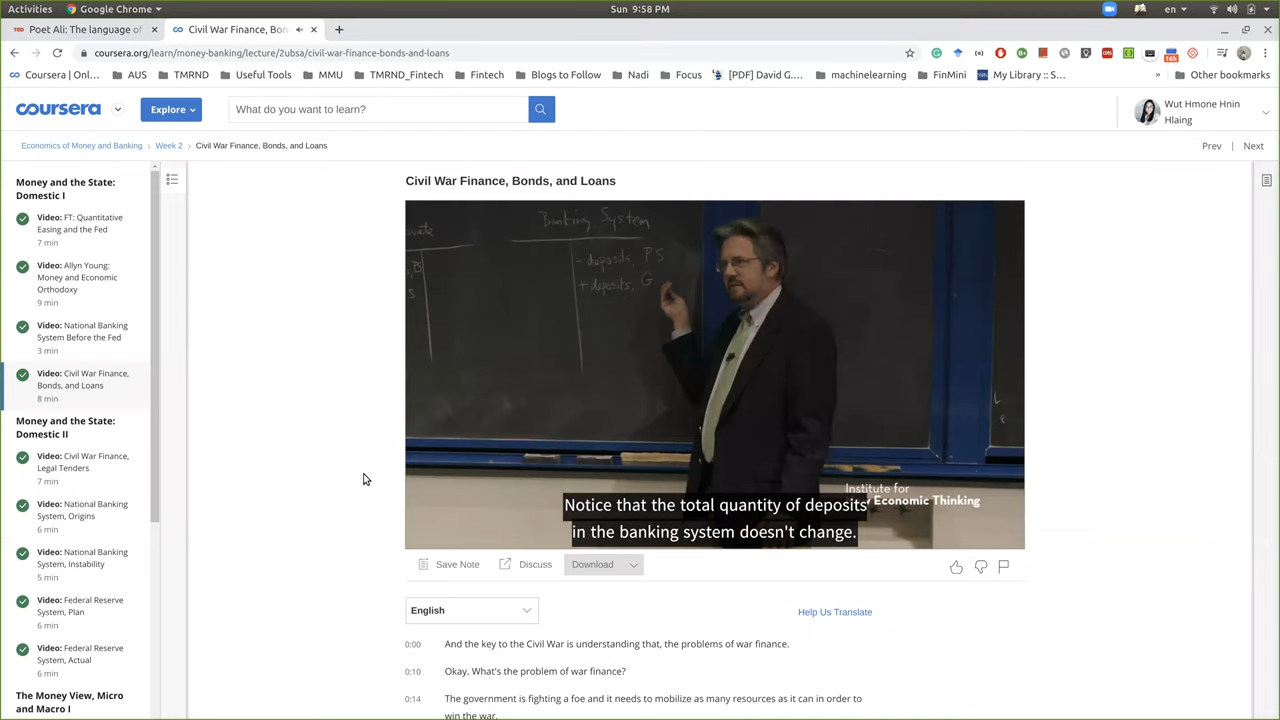 Activities
Google Chrome
Sun 9:58 PM
en
Poet Ali: The language of
Civil War Finance, Bon
coursera.org/learn/money-banking/lecture/2ubsa/civil-war-finance-bonds-and-loans
16h
Coursera | Onl…
AUS
TMRND
Useful Tools
MMU
TMRND_Fintech
Fintech
Blogs to Follow
Nadi
Focus
[PDF] David G.…
machinelearning
FinMini
My Library :: S…
»
Other bookmarks
coursera
Explore
What do you want to learn?
Wut Hmone Hnin
Hlaing
Economics of Money and Banking
Week 2
Civil War Finance, Bonds, and Loans
Prev
Next
Money and the State:
Domestic I
Video: FT: Quantitative
Easing and the Fed
7 min
Video: Allyn Young:
Money and Economic
Orthodoxy
9 min
Video: National Banking
System Before the Fed
3 min
Video: Civil War Finance,
Bonds, and Loans
8 min
Money and the State:
Domestic II
Video: Civil War Finance,
Legal Tenders
7 min
Video: National Banking
System, Origins
6 min
Video: National Banking
System, Instability
5 min
Video: Federal Reserve
System, Plan
6 min
Video: Federal Reserve
System, Actual
6 min
The Money View, Micro
and Macro I
Civil War Finance, Bonds, and Loans
Banking System
- deposits, PS
+ deposits, G
Institute for
Economic Thinking
Notice that the total quantity of deposits
in the banking system doesn't change.
Save Note
Discuss
Download
English
Help Us Translate
0:00
And the key to the Civil War is understanding that, the problems of war finance.
0:10
Okay. What's the problem of war finance?
0:14
The government is fighting a foe and it needs to mobilize as many resources as it can in order to
win the war.